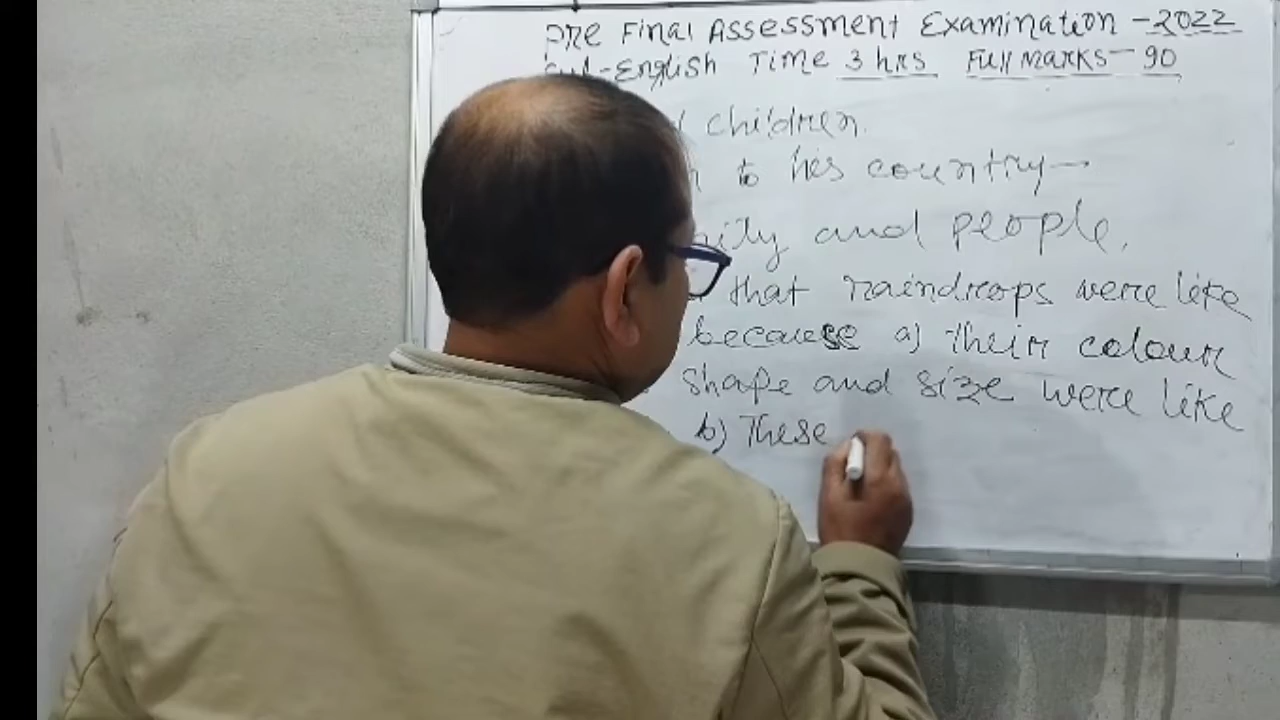 Pre Final Assessment Examination - 2022
-English Time 3 hrs Full Marks - 90
children.
to his country -
and people.
that raindrops were like
because a) their colour
shape and size were like
b) These